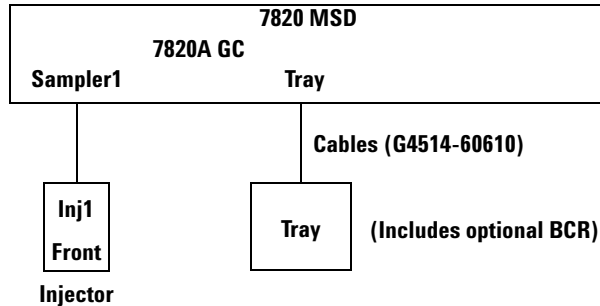 7820 MSD
7820A GC
Sampler1 Tray
Cables (G4514-60610)
Inj1
Front
Tray (Includes optional BCR)
Injector